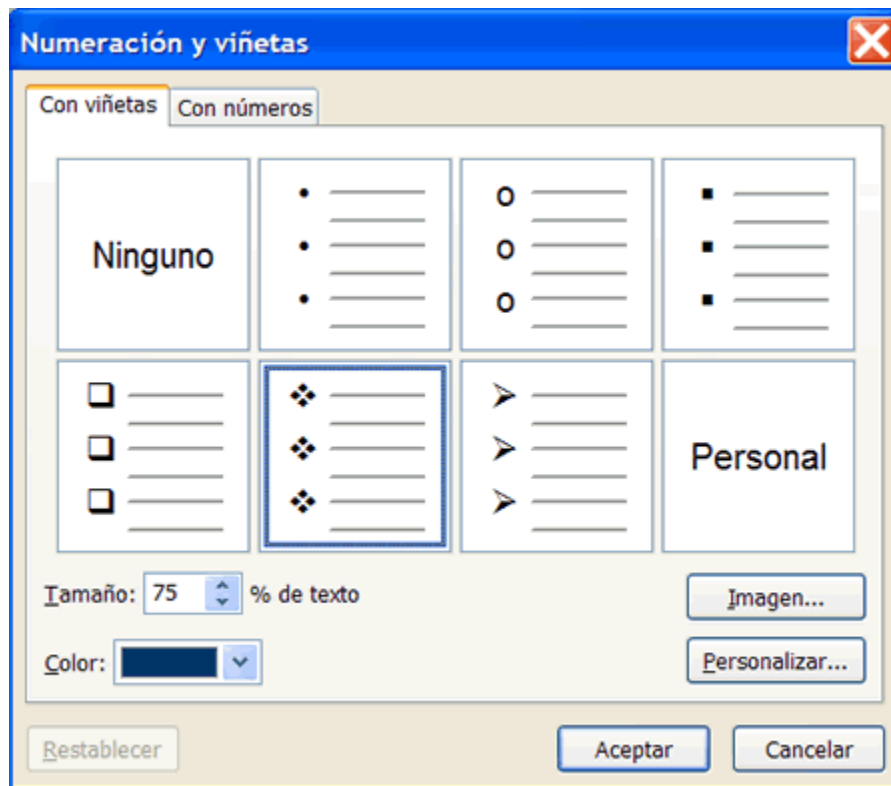 Numeración y viñetas
Con viñetas Con números
Ninguno
Personal
Tamaño: 75 % de texto
Imagen...
Color:
Personalizar...
Restablecer Aceptar Cancelar